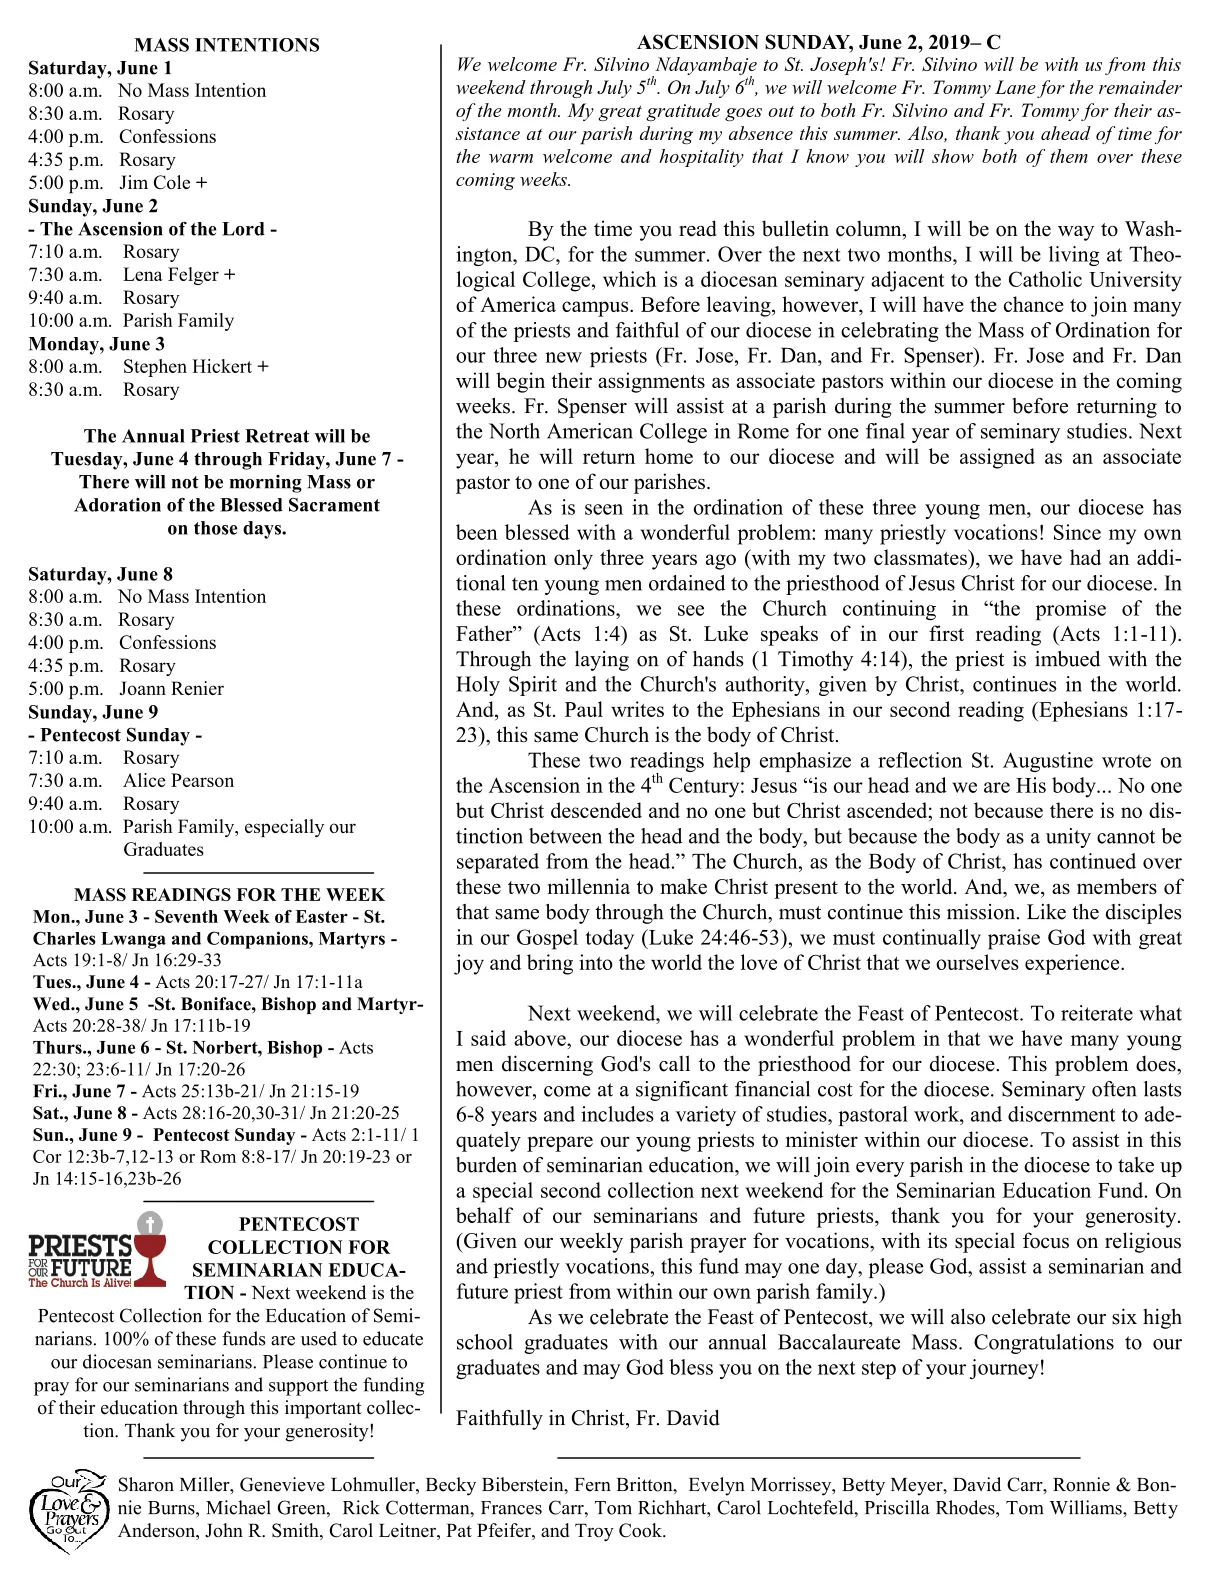 MASS INTENTIONS
Saturday, June 1
8:00 a.m. No Mass Intention
8:30 a.m. Rosary
4:00 p.m. Confessions
4:35 p.m. Rosary
5:00 p.m. Jim Cole +
Sunday, June 2
- The Ascension of the Lord -
7:10 a.m. Rosary
7:30 a.m. Lena Felger +
9:40 a.m. Rosary
10:00 a.m. Parish Family
Monday, June 3
8:00 a.m. Stephen Hickert +
8:30 a.m. Rosary
The Annual Priest Retreat will be
Tuesday, June 4 through Friday, June 7 -
There will not be morning Mass or
Adoration of the Blessed Sacrament
on those days.
Saturday, June 8
8:00 a.m. No Mass Intention
8:30 a.m. Rosary
4:00 p.m. Confessions
4:35 p.m. Rosary
5:00 p.m. Joann Renier
Sunday, June 9
- Pentecost Sunday -
7:10 a.m. Rosary
7:30 a.m. Alice Pearson
9:40 a.m. Rosary
10:00 a.m. Parish Family, especially our
Graduates
MASS READINGS FOR THE WEEK
Mon., June 3 - Seventh Week of Easter - St.
Charles Lwanga and Companions, Martyrs -
Acts 19:1-8/ Jn 16:29-33
Tues., June 4 - Acts 20:17-27/ Jn 17:1-11a
Wed., June 5 -St. Boniface, Bishop and Martyr-
Acts 20:28-38/ Jn 17:11b-19
Thurs., June 6 - St. Norbert, Bishop - Acts
22:30; 23:6-11/ Jn 17:20-26
Fri., June 7 - Acts 25:13b-21/ Jn 21:15-19
Sat., June 8 - Acts 28:16-20,30-31/ Jn 21:20-25
Sun., June 9 - Pentecost Sunday - Acts 2:1-11/ 1
Cor 12:3b-7,12-13 or Rom 8:8-17/ Jn 20:19-23 or
Jn 14:15-16,23b-26
PRIESTS
FOR OUR FUTURE
The Church Is Alive!
PENTECOST
COLLECTION FOR
SEMINARIAN EDUCA-
TION - Next weekend is the
Pentecost Collection for the Education of Semi-
narians. 100% of these funds are used to educate
our diocesan seminarians. Please continue to
pray for our seminarians and support the funding
of their education through this important collec-
tion. Thank you for your generosity!
ASCENSION SUNDAY, June 2, 2019– C
We welcome Fr. Silvino Ndayambaje to St. Joseph's! Fr. Silvino will be with us from this
weekend through July 5th. On July 6th, we will welcome Fr. Tommy Lane for the remainder
of the month. My great gratitude goes out to both Fr. Silvino and Fr. Tommy for their as-
sistance at our parish during my absence this summer. Also, thank you ahead of time for
the warm welcome and hospitality that I know you will show both of them over these
coming weeks.
By the time you read this bulletin column, I will be on the way to Wash-
ington, DC, for the summer. Over the next two months, I will be living at Theo-
logical College, which is a diocesan seminary adjacent to the Catholic University
of America campus. Before leaving, however, I will have the chance to join many
of the priests and faithful of our diocese in celebrating the Mass of Ordination for
our three new priests (Fr. Jose, Fr. Dan, and Fr. Spenser). Fr. Jose and Fr. Dan
will begin their assignments as associate pastors within our diocese in the coming
weeks. Fr. Spenser will assist at a parish during the summer before returning to
the North American College in Rome for one final year of seminary studies. Next
year, he will return home to our diocese and will be assigned as an associate
pastor to one of our parishes.
As is seen in the ordination of these three young men, our diocese has
been blessed with a wonderful problem: many priestly vocations! Since my own
ordination only three years ago (with my two classmates), we have had an addi-
tional ten young men ordained to the priesthood of Jesus Christ for our diocese. In
these ordinations, we see the Church continuing in “the promise of the
Father” (Acts 1:4) as St. Luke speaks of in our first reading (Acts 1:1-11).
Through the laying on of hands (1 Timothy 4:14), the priest is imbued with the
Holy Spirit and the Church's authority, given by Christ, continues in the world.
And, as St. Paul writes to the Ephesians in our second reading (Ephesians 1:17-
23), this same Church is the body of Christ.
These two readings help emphasize a reflection St. Augustine wrote on
the Ascension in the 4th Century: Jesus “is our head and we are His body... No one
but Christ descended and no one but Christ ascended; not because there is no dis-
tinction between the head and the body, but because the body as a unity cannot be
separated from the head.” The Church, as the Body of Christ, has continued over
these two millennia to make Christ present to the world. And, we, as members of
that same body through the Church, must continue this mission. Like the disciples
in our Gospel today (Luke 24:46-53), we must continually praise God with great
joy and bring into the world the love of Christ that we ourselves experience.
Next weekend, we will celebrate the Feast of Pentecost. To reiterate what
I said above, our diocese has a wonderful problem in that we have many young
men discerning God's call to the priesthood for our diocese. This problem does,
however, come at a significant financial cost for the diocese. Seminary often lasts
6-8 years and includes a variety of studies, pastoral work, and discernment to ade-
quately prepare our young priests to minister within our diocese. To assist in this
burden of seminarian education, we will join every parish in the diocese to take up
a special second collection next weekend for the Seminarian Education Fund. On
behalf of our seminarians and future priests, thank you for your generosity.
(Given our weekly parish prayer for vocations, with its special focus on religious
and priestly vocations, this fund may one day, please God, assist a seminarian and
future priest from within our own parish family.)
As we celebrate the Feast of Pentecost, we will also celebrate our six high
school graduates with our annual Baccalaureate Mass. Congratulations to our
graduates and may God bless you on the next step of your journey!
Faithfully in Christ, Fr. David
Our
Love &
Prayers
Go Out
To...
Sharon Miller, Genevieve Lohmuller, Becky Biberstein, Fern Britton, Evelyn Morrissey, Betty Meyer, David Carr, Ronnie & Bon-
nie Burns, Michael Green, Rick Cotterman, Frances Carr, Tom Richhart, Carol Lochtefeld, Priscilla Rhodes, Tom Williams, Betty
Anderson, John R. Smith, Carol Leitner, Pat Pfeifer, and Troy Cook.